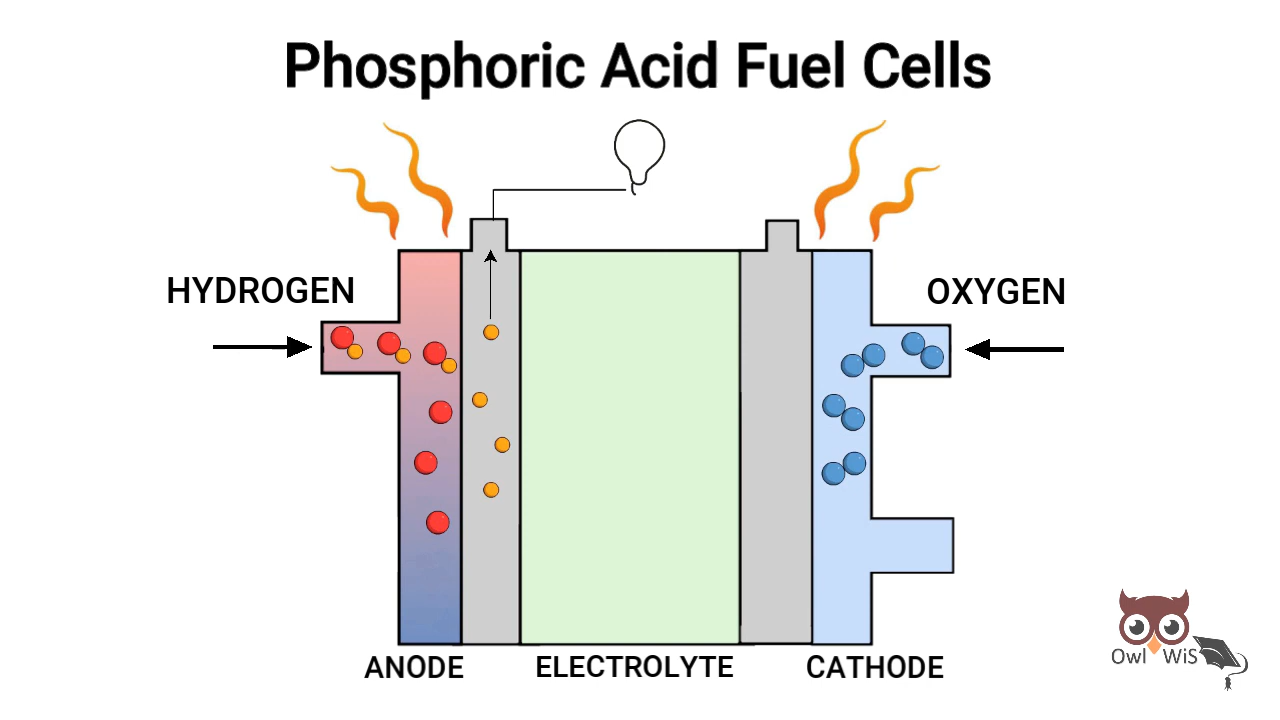 Phosphoric Acid Fuel Cells
HYDROGEN
OXYGEN
ANODE
ELECTROLYTE
CATHODE
Owl WiS